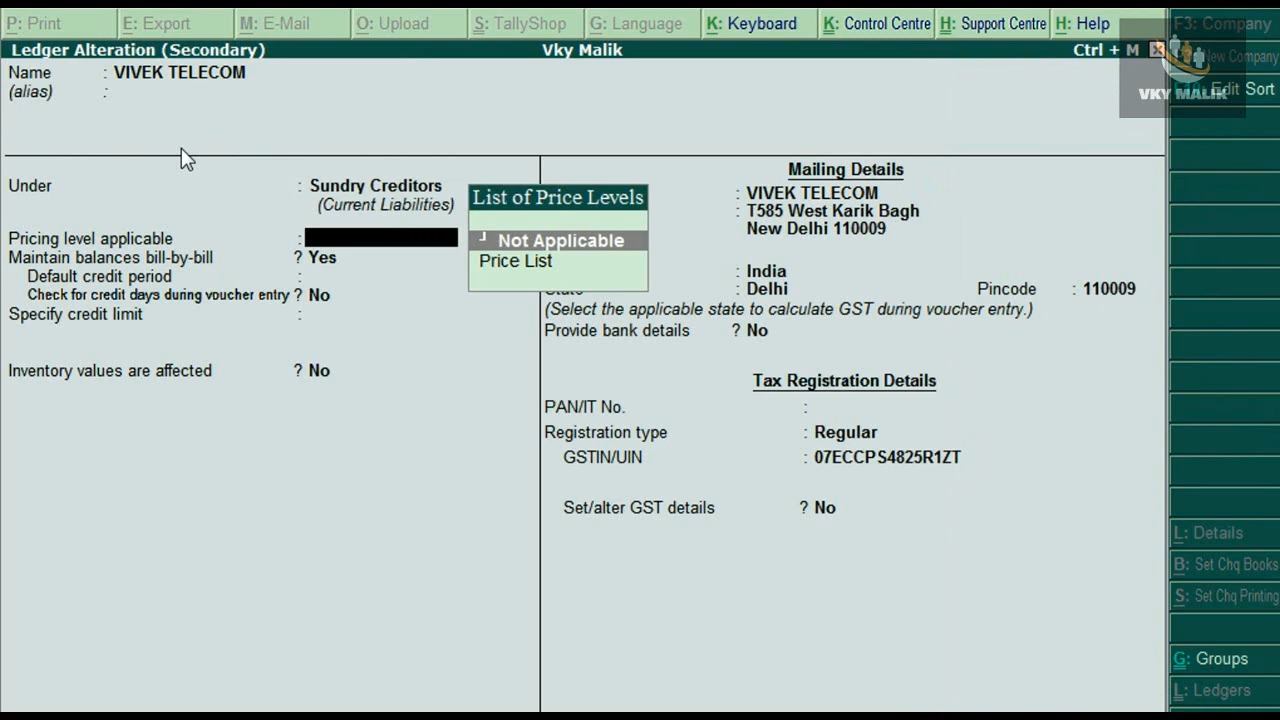 P: Print E: Export M: E-Mail O: Upload S: TallyShop G: Language K: Keyboard K: Control Centre H: Support Centre H: Help F3: Company
Ledger Alteration (Secondary) Vky Malik Ctrl + M
New Company
Name : VIVEK TELECOM
(alias) :
Edit Sort
VKY MALIK
Under : Sundry Creditors
(Current Liabilities)
Pricing level applicable :
Maintain balances bill-by-bill ? Yes
Default credit period :
Check for credit days during voucher entry ? No
Specify credit limit :
Inventory values are affected ? No
List of Price Levels
Not Applicable
Price List
Mailing Details
: VIVEK TELECOM
: T585 West Karik Bagh
New Delhi 110009
: India
State : Delhi Pincode : 110009
(Select the applicable state to calculate GST during voucher entry.)
Provide bank details ? No
Tax Registration Details
PAN/IT No. :
Registration type : Regular
GSTIN/UIN : 07ECCPS4825R1ZT
Set/alter GST details ? No
L: Details
B: Set Chq Books
S: Set Chq Printing
G: Groups
L: Ledgers